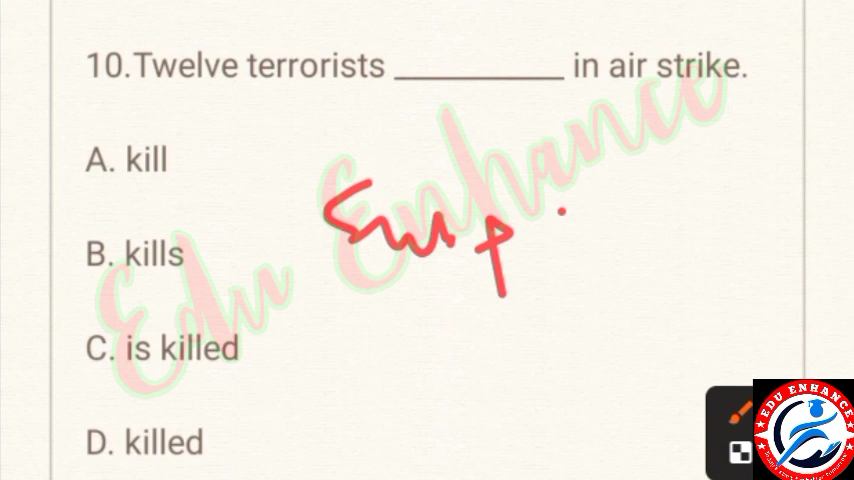 10.Twelve terrorists __________ in air strike.
A. kill
B. kills
C. is killed
D. killed
Edu Enhance
EDU ENHANCE